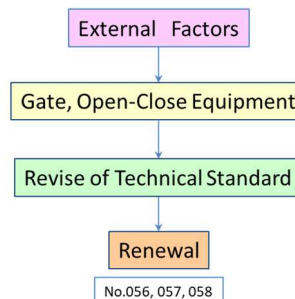 External Factors
Gate, Open-Close Equipment
Revise of Technical Standard
Renewal
No.056, 057, 058